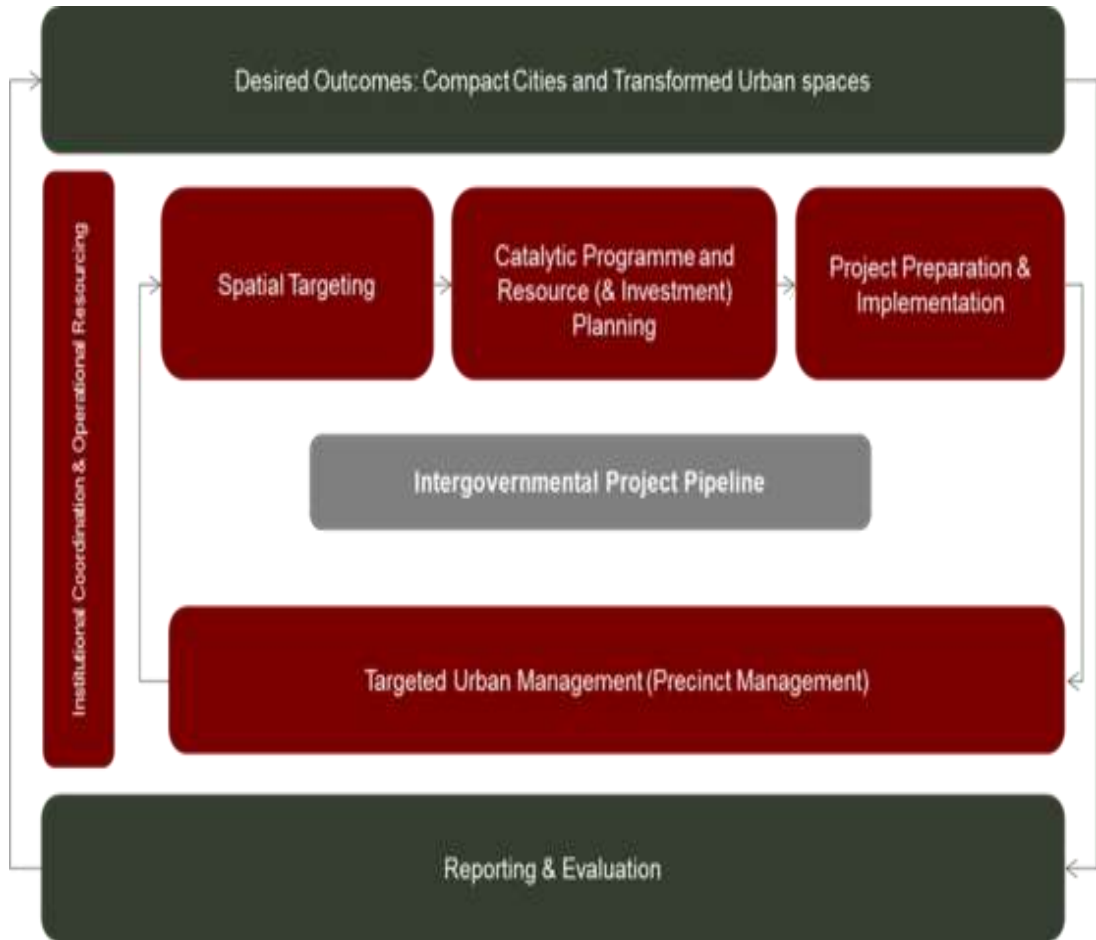 Desired Outcomes: Compact Cities and Transformed Urban spaces
Institutional Coordination & Operational Resourcing
Spatial Targeting
Catalytic Programme and
Resource (& Investment)
Planning
Project Preparation &
Implementation
Intergovernmental Project Pipeline
Targeted Urban Management (Precinct Management)
Reporting & Evaluation